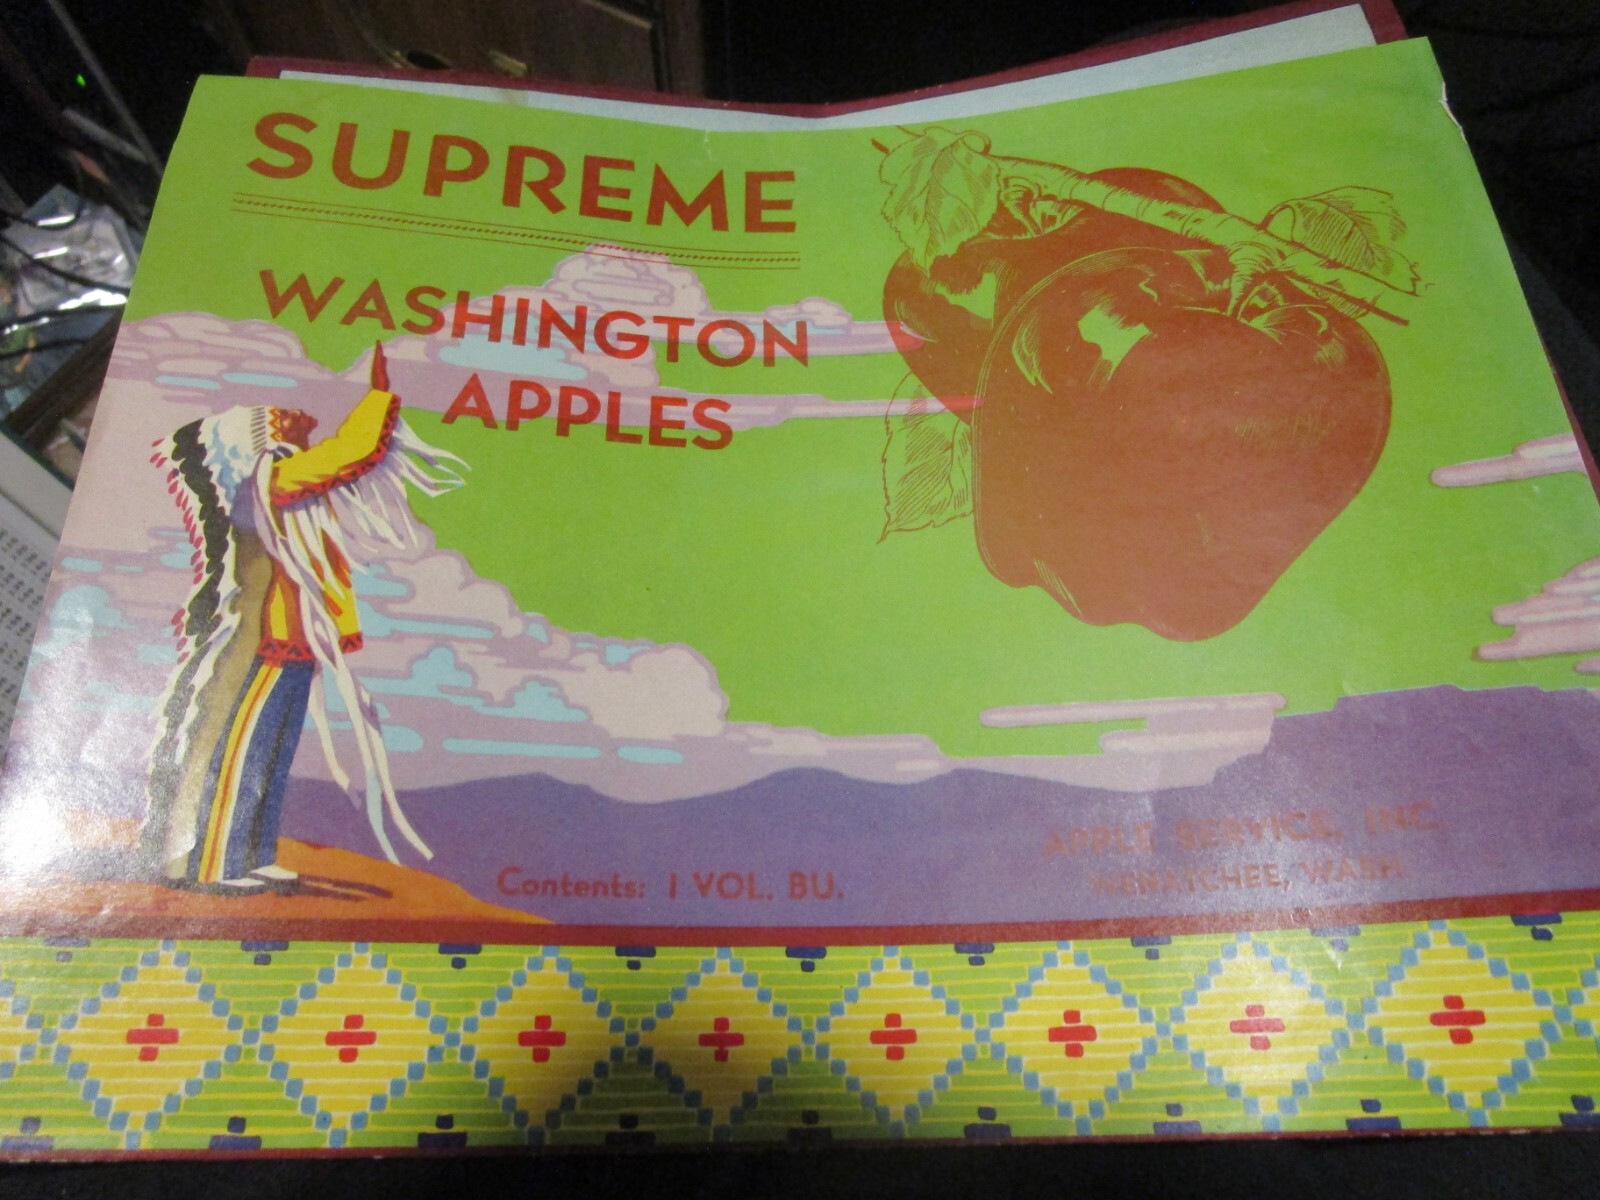 SUPREME
WASHINGTON
APPLES
Contents: 1 VOL. BU.
APPLE SERVICE, INC.
WENATCHEE, WASH.